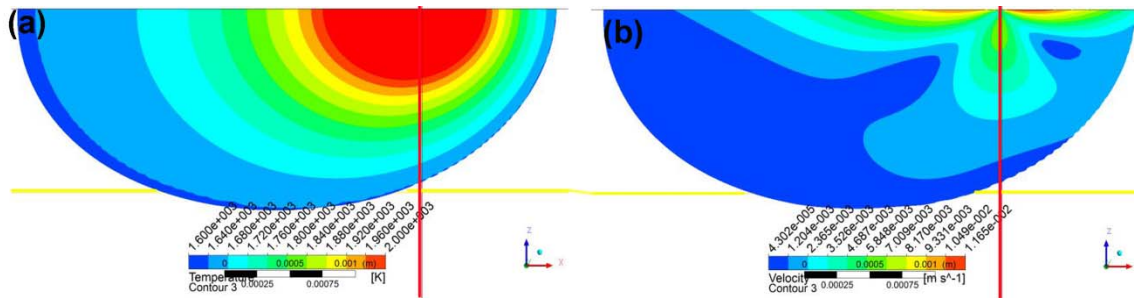 (a)
(b)
1.600e+003
1.640e+003
1.680e+003
1.720e+003
1.760e+003
1.800e+003
1.840e+003
1.880e+003
1.920e+003
1.960e+003
2.000e+003
0 0.0005 0.001 (m)
Temperature 0.00025 0.00075 [K]
Contour 3
Z
X
4.302e-005
1.204e-003
2.365e-003
3.526e-003
4.687e-003
5.848e-003
7.009e-003
8.170e-003
9.331e-003
1.049e-002
1.165e-002
0 0.0005 0.001 (m)
Velocity 0.00025 0.00075 [m s^-1]
Contour 3
Z
X